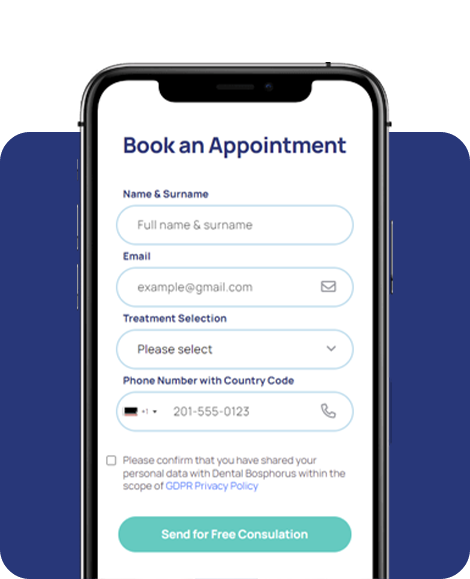 Book an Appointment
Name & Surname
Full name & surname
Email
example@gmail.com
Treatment Selection
Please select
Phone Number with Country Code
+1 201-555-0123
Please confirm that you have shared your
personal data with Dental Bosphorus within the
scope of GDPR Privacy Policy
Send for Free Consulation